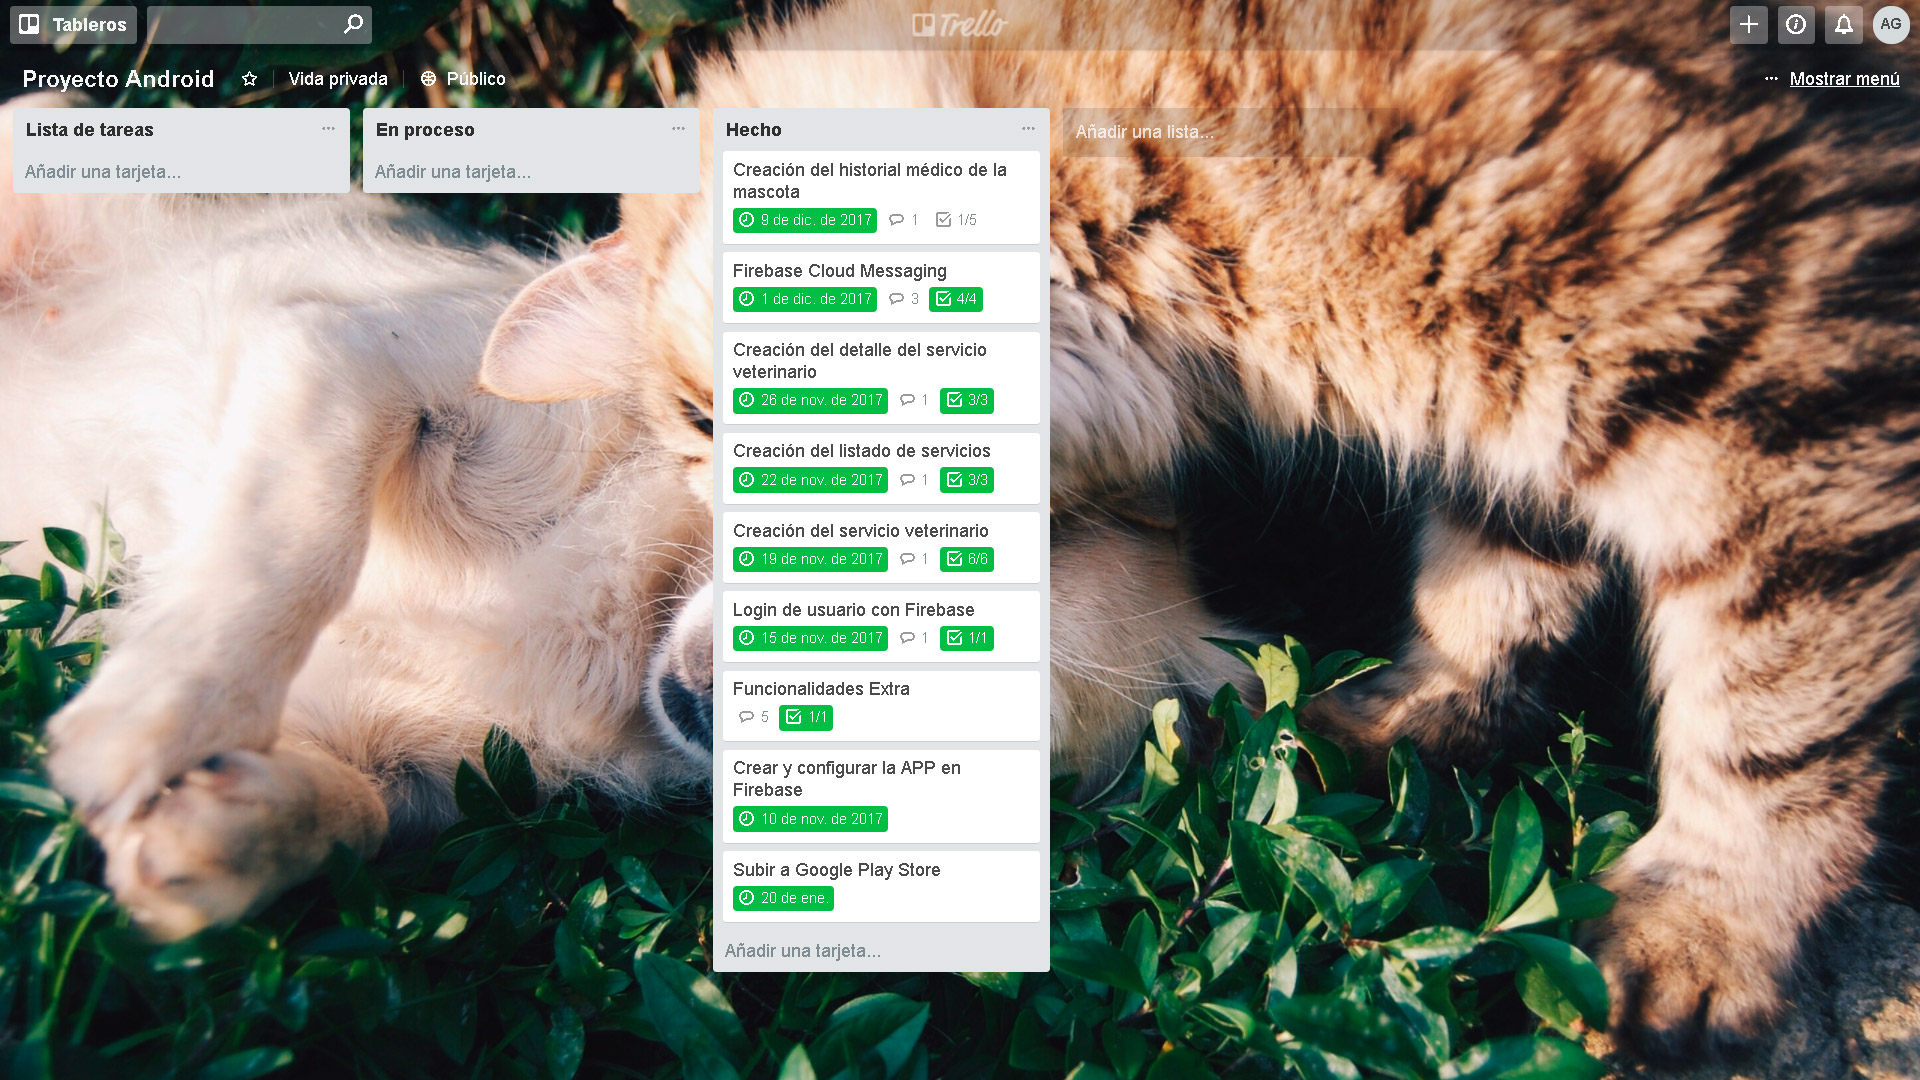 Tableros
Trello
AG
Proyecto Android
Vida privada
Público
Mostrar menú
Lista de tareas
Añadir una tarjeta...
En proceso
Añadir una tarjeta...
Hecho
Creación del historial médico de la
mascota
9 de dic. de 2017 1 1/5
Firebase Cloud Messaging
1 de dic. de 2017 3 4/4
Creación del detalle del servicio
veterinario
26 de nov. de 2017 1 3/3
Creación del listado de servicios
22 de nov. de 2017 1 3/3
Creación del servicio veterinario
19 de nov. de 2017 1 6/6
Login de usuario con Firebase
15 de nov. de 2017 1 1/1
Funcionalidades Extra
5 1/1
Crear y configurar la APP en
Firebase
10 de nov. de 2017
Subir a Google Play Store
20 de ene.
Añadir una tarjeta...
Añadir una lista...